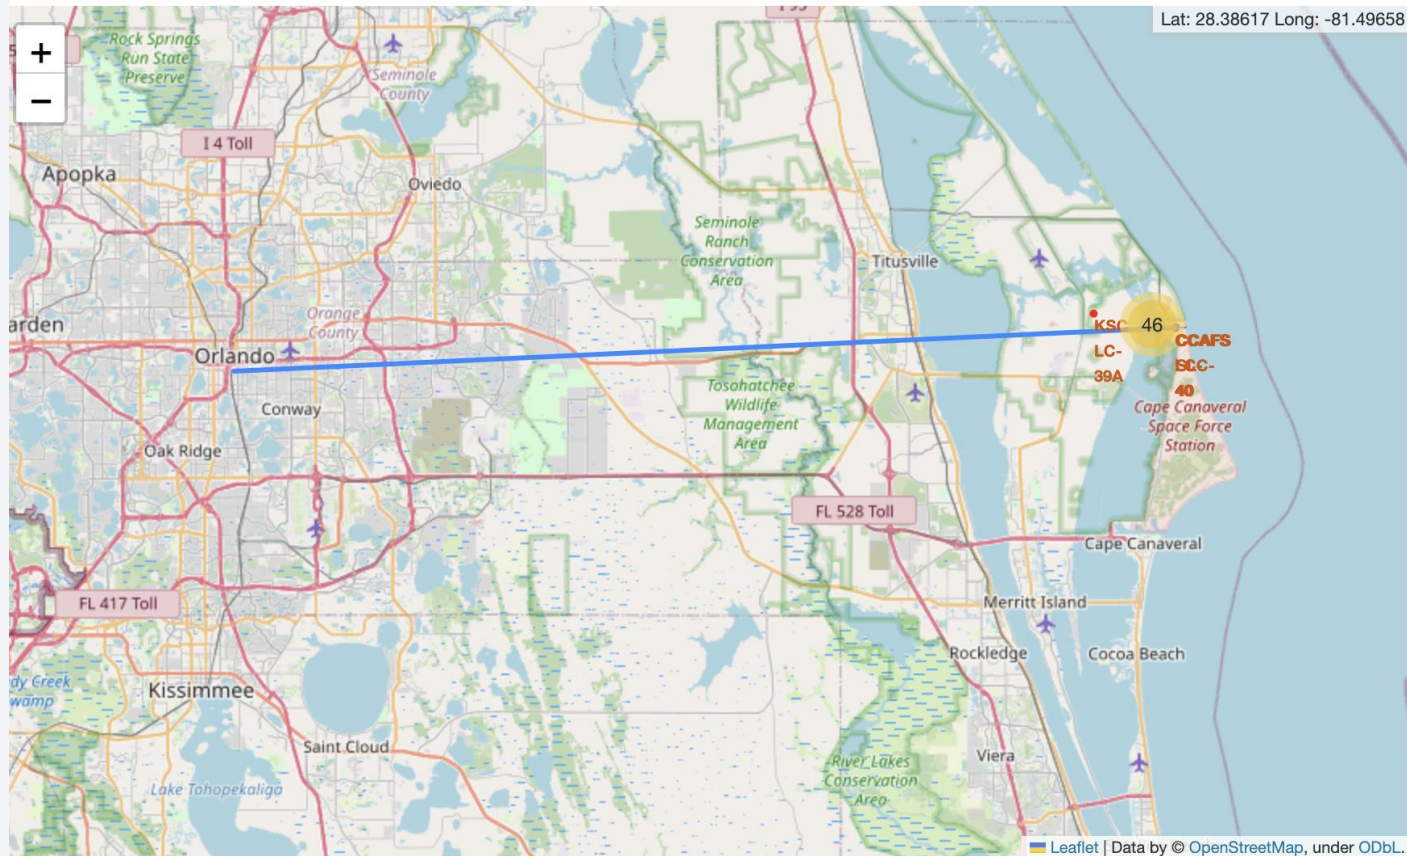 Lat: 28.38617 Long: -81.49658
+
−
Rock Springs
Run State
Preserve
Seminole
County
I 4 Toll
Apopka
Oviedo
Seminole
Ranch
Conservation
Area
Titusville
Orange
County
arden
Orlando
KSC
LC-
39A
46
CCAFS
40
Conway
Oak Ridge
Tosohatchee
Wildlife
Management
Area
Cape Canaveral
Space Force
Station
FL 528 Toll
Cape Canaveral
FL 417 Toll
Merritt Island
Rockledge
Cocoa Beach
dy Creek
wamp
Kissimmee
Saint Cloud
Lake Tohopekaliga
River Lakes
Conservation
Area
Viera
Leaflet | Data by © OpenStreetMap, under ODbL.